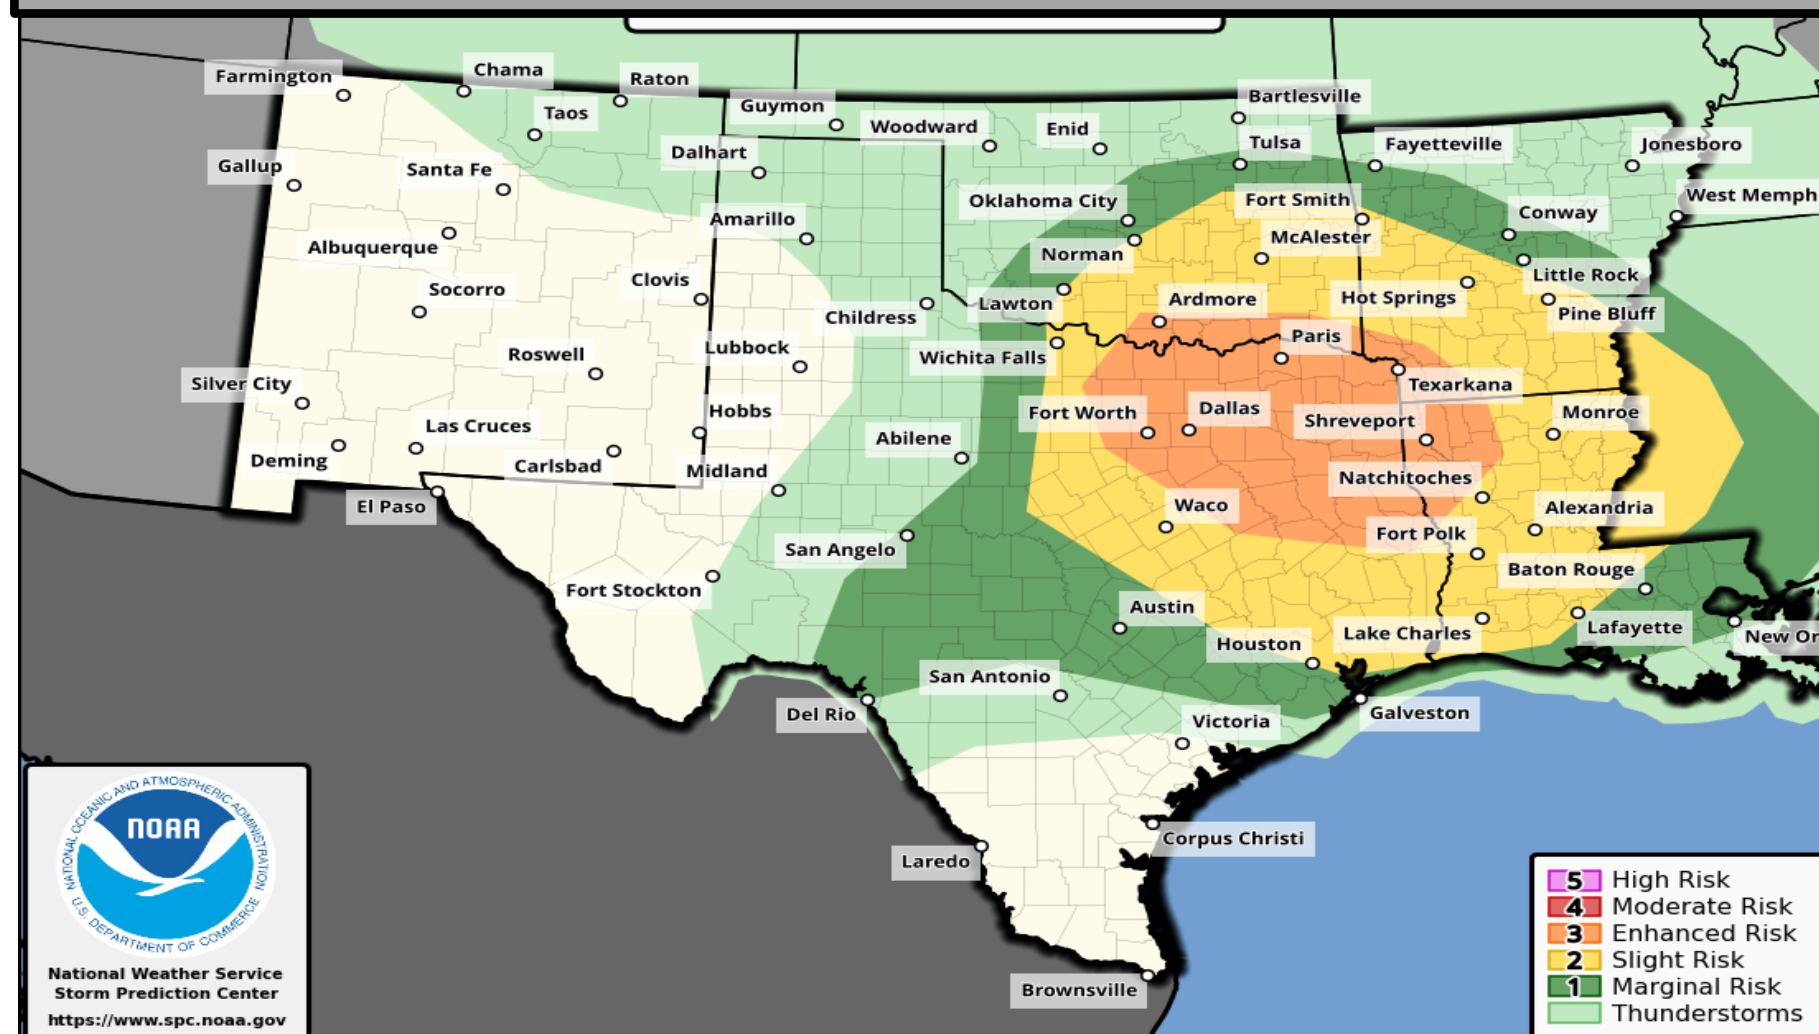 Farmington
Chama
Raton
Taos
Guymon
Woodward
Enid
Bartlesville
Tulsa
Fayetteville
Jonesboro
Gallup
Santa Fe
Dalhart
Oklahoma City
Fort Smith
Conway
West Memph
Albuquerque
Amarillo
Norman
McAlester
Little Rock
Socorro
Clovis
Childress
Lawton
Ardmore
Hot Springs
Pine Bluff
Roswell
Lubbock
Wichita Falls
Paris
Texarkana
Silver City
Hobbs
Fort Worth
Dallas
Shreveport
Monroe
Las Cruces
Abilene
Deming
Carlsbad
Midland
Natchitoches
El Paso
Waco
Alexandria
San Angelo
Fort Polk
Baton Rouge
Fort Stockton
Austin
Houston
Lake Charles
Lafayette
New Or
San Antonio
Del Rio
Victoria
Galveston
Corpus Christi
Laredo
Brownsville
NATIONAL OCEANIC AND ATMOSPHERIC ADMINISTRATION
NOAA
U.S. DEPARTMENT OF COMMERCE
National Weather Service
Storm Prediction Center
https://www.spc.noaa.gov
5 High Risk
4 Moderate Risk
3 Enhanced Risk
2 Slight Risk
1 Marginal Risk
Thunderstorms